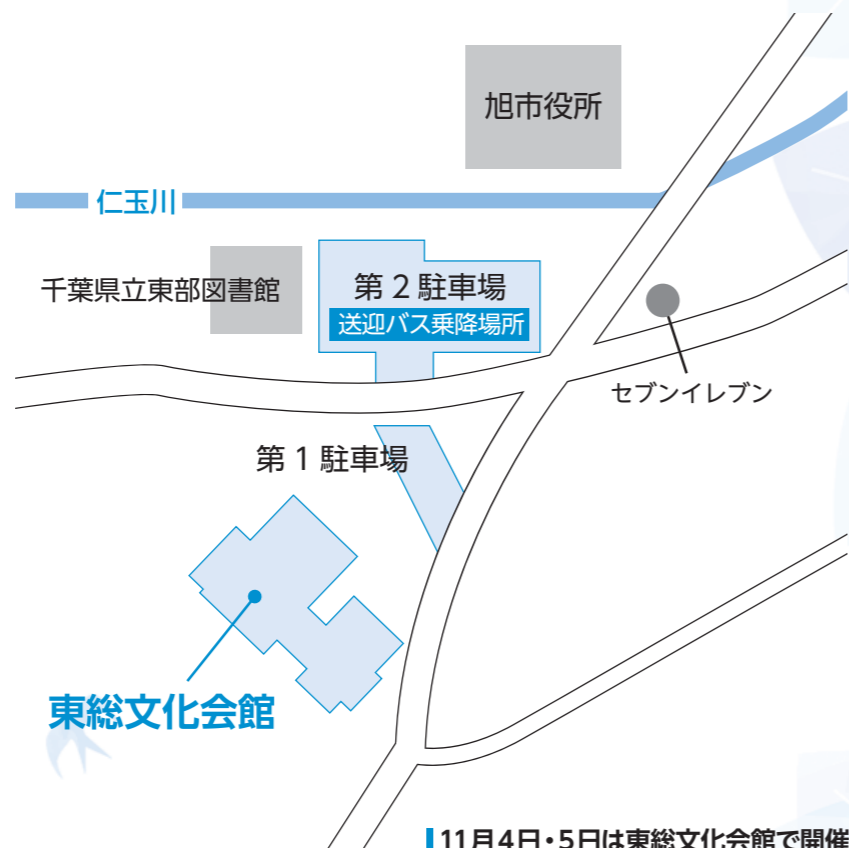 旭市役所
仁玉川
千葉県立東部図書館
第2駐車場
送迎バス乗降場所
セブンイレブン
第1駐車場
東総文化会館
11月4日・5日は東総文化会館で開催